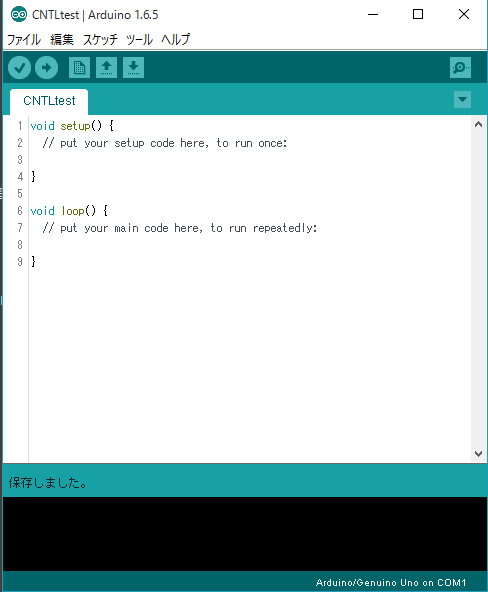 CNTLtest | Arduino 1.6.5
ファイル 編集 スケッチ ツール ヘルプ
CNTLtest
1 void setup() {
2 // put your setup code here, to run once:
3
4 }
5
6 void loop() {
7 // put your main code here, to run repeatedly:
8
9 }
保存しました。
Arduino/Genuino Uno on COM1